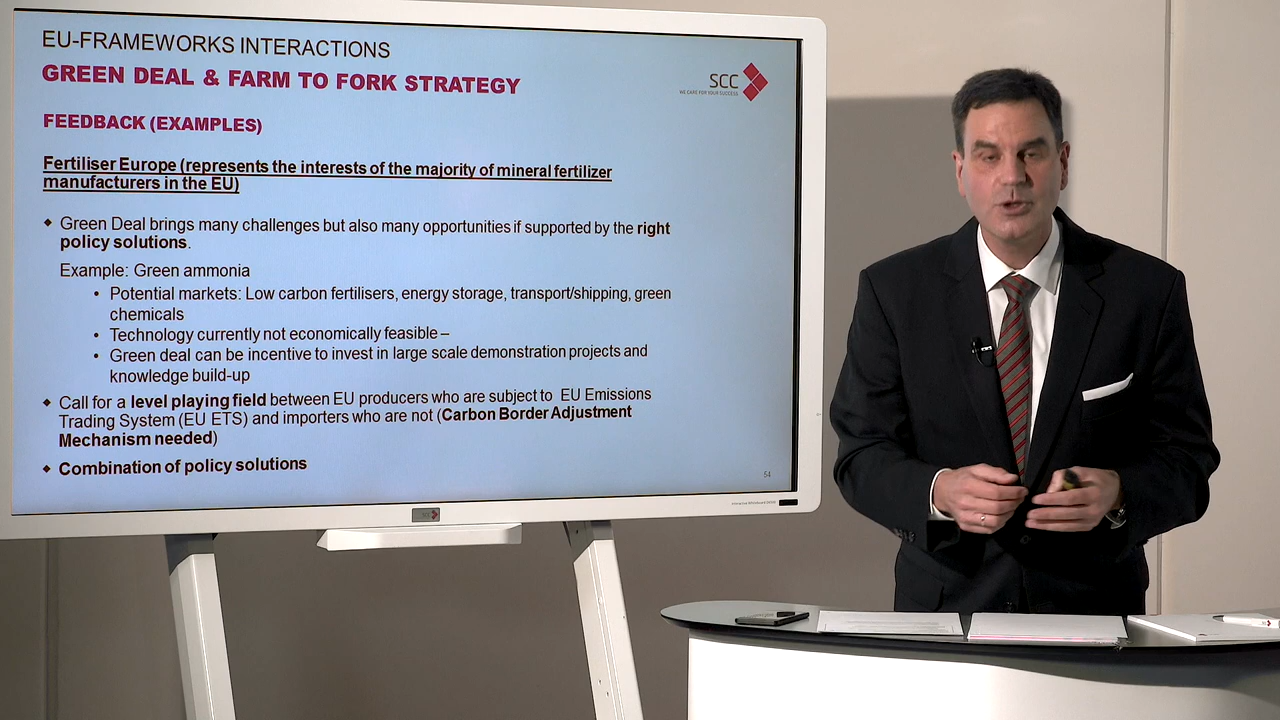 EU-FRAMEWORKS INTERACTIONS
GREEN DEAL & FARM TO FORK STRATEGY
SCC
WE CARE FOR YOUR SUCCESS
FEEDBACK (EXAMPLES)
Fertiliser Europe (represents the interests of the majority of mineral fertilizer
manufacturers in the EU)
Green Deal brings many challenges but also many opportunities if supported by the right
policy solutions.
Example: Green ammonia
• Potential markets: Low carbon fertilisers, energy storage, transport/shipping, green
chemicals
• Technology currently not economically feasible –
• Green deal can be incentive to invest in large scale demonstration projects and
knowledge build-up
Call for a level playing field between EU producers who are subject to EU Emissions
Trading System (EU ETS) and importers who are not (Carbon Border Adjustment
Mechanism needed)
Combination of policy solutions
54
SCC